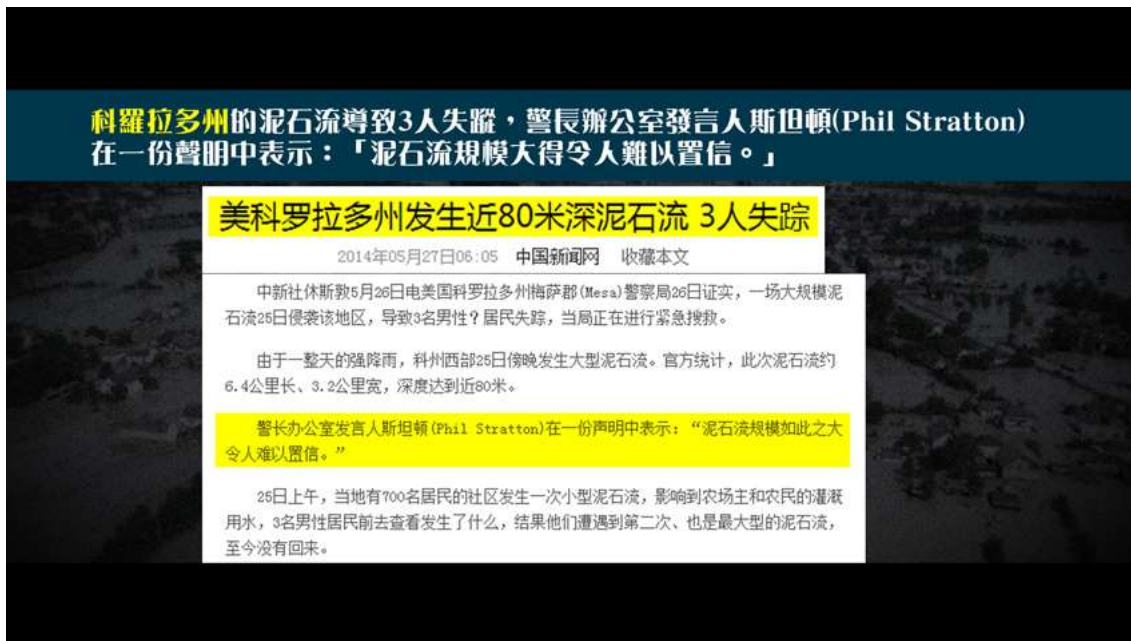 科羅拉多州的泥石流導致3人失蹤，警長辦公室發言人斯坦頓(Phil Stratton)
在一份聲明中表示：「泥石流規模大得令人難以置信。」
美科罗拉多州发生近80米深泥石流 3人失踪
2014年05月27日06:05 中国新闻网 收藏本文
中新社休斯敦5月26日电美国科罗拉多州梅萨郡(Mesa)警察局26日证实，一场大规模泥
石流25日侵袭该地区，导致3名男性？居民失踪，当局正在进行紧急搜救。
由于一整天的强降雨，科州西部25日傍晚发生大型泥石流。官方统计，此次泥石流约
6.4公里长、3.2公里宽，深度达到近80米。
警长办公室发言人斯坦顿(Phil Stratton)在一份声明中表示：“泥石流规模如此之大
令人难以置信。”
25日上午，当地有700名居民的社区发生一次小型泥石流，影响到农场主和农民的灌溉
用水，3名男性居民前去查看发生了什么，结果他们遭遇到第二次、也是最大型的泥石流，
至今没有回来。